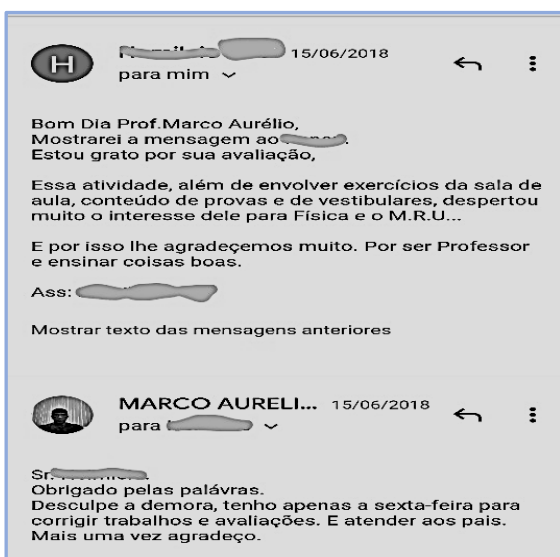 H
15/06/2018
para mim
Bom Dia Prof.Marco Aurélio,
Mostrarei a mensagem ao
Estou grato por sua avaliação,
Essa atividade, além de envolver exercícios da sala de
aula, conteúdo de provas e de vestibulares, despertou
muito o interesse dele para Física e o M.R.U...
E por isso lhe agradeçemos muito. Por ser Professor
e ensinar coisas boas.
Ass:
Mostrar texto das mensagens anteriores
MARCO AURELI... 15/06/2018
para
Sr.
Obrigado pelas palávras.
Desculpe a demora, tenho apenas a sexta-feira para
corrigir trabalhos e avaliações. E atender aos pais.
Mais uma vez agradeço.